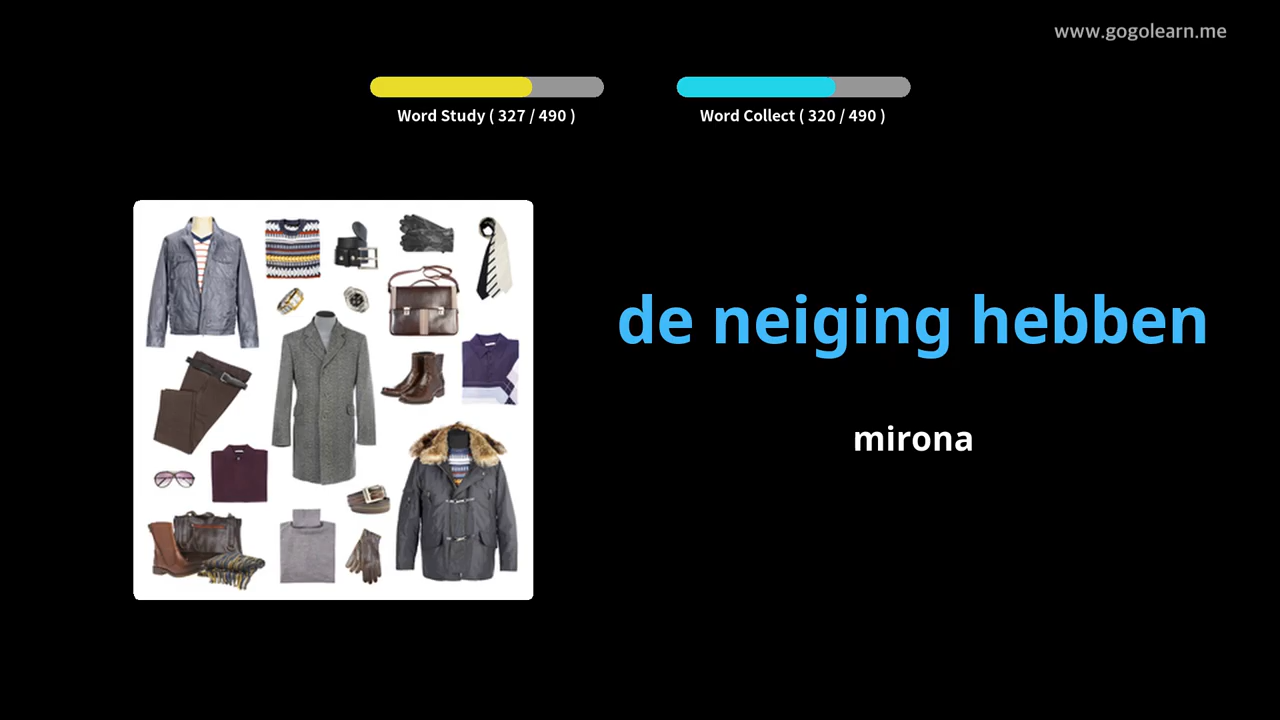 www.gogolearn.me
Word Study ( 327 / 490 )
Word Collect ( 320 / 490 )
de neiging hebben
mirona